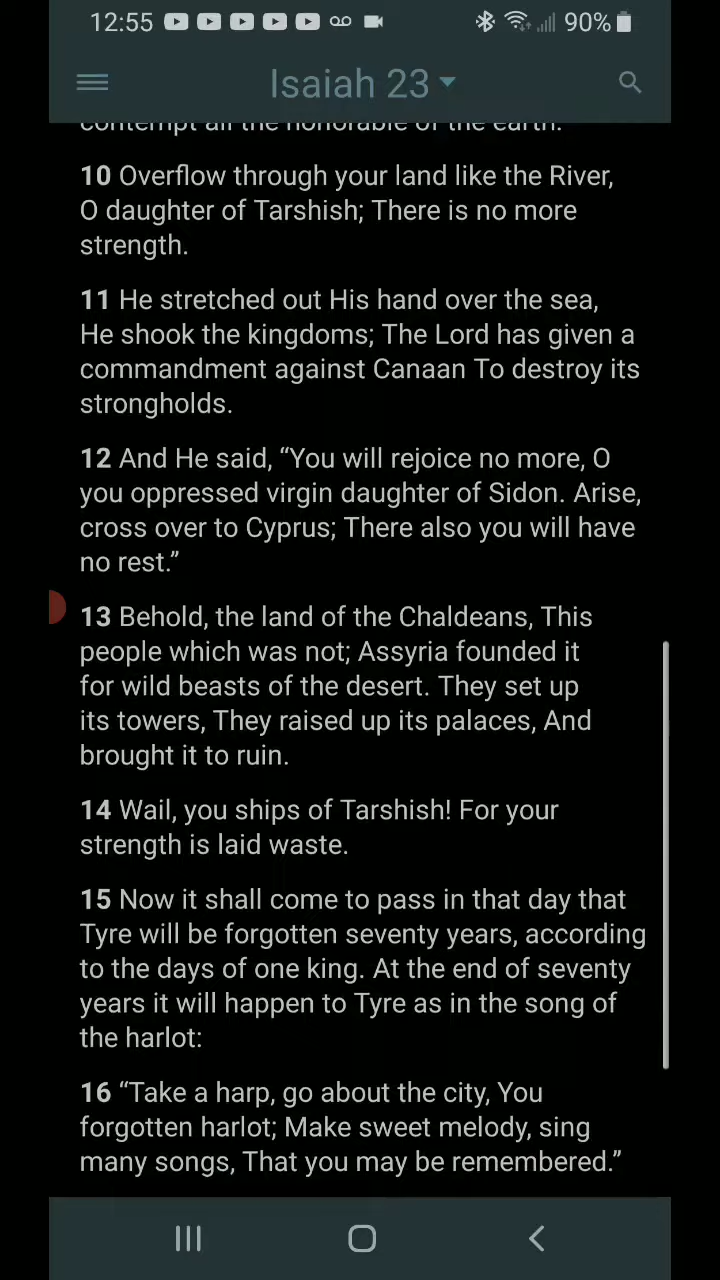 12:55
90%
Isaiah 23
contempt all the honorable of the earth.
10 Overflow through your land like the River,
O daughter of Tarshish; There is no more
strength.
11 He stretched out His hand over the sea,
He shook the kingdoms; The Lord has given a
commandment against Canaan To destroy its
strongholds.
12 And He said, “You will rejoice no more, O
you oppressed virgin daughter of Sidon. Arise,
cross over to Cyprus; There also you will have
no rest.”
13 Behold, the land of the Chaldeans, This
people which was not; Assyria founded it
for wild beasts of the desert. They set up
its towers, They raised up its palaces, And
brought it to ruin.
14 Wail, you ships of Tarshish! For your
strength is laid waste.
15 Now it shall come to pass in that day that
Tyre will be forgotten seventy years, according
to the days of one king. At the end of seventy
years it will happen to Tyre as in the song of
the harlot:
16 “Take a harp, go about the city, You
forgotten harlot; Make sweet melody, sing
many songs, That you may be remembered.”